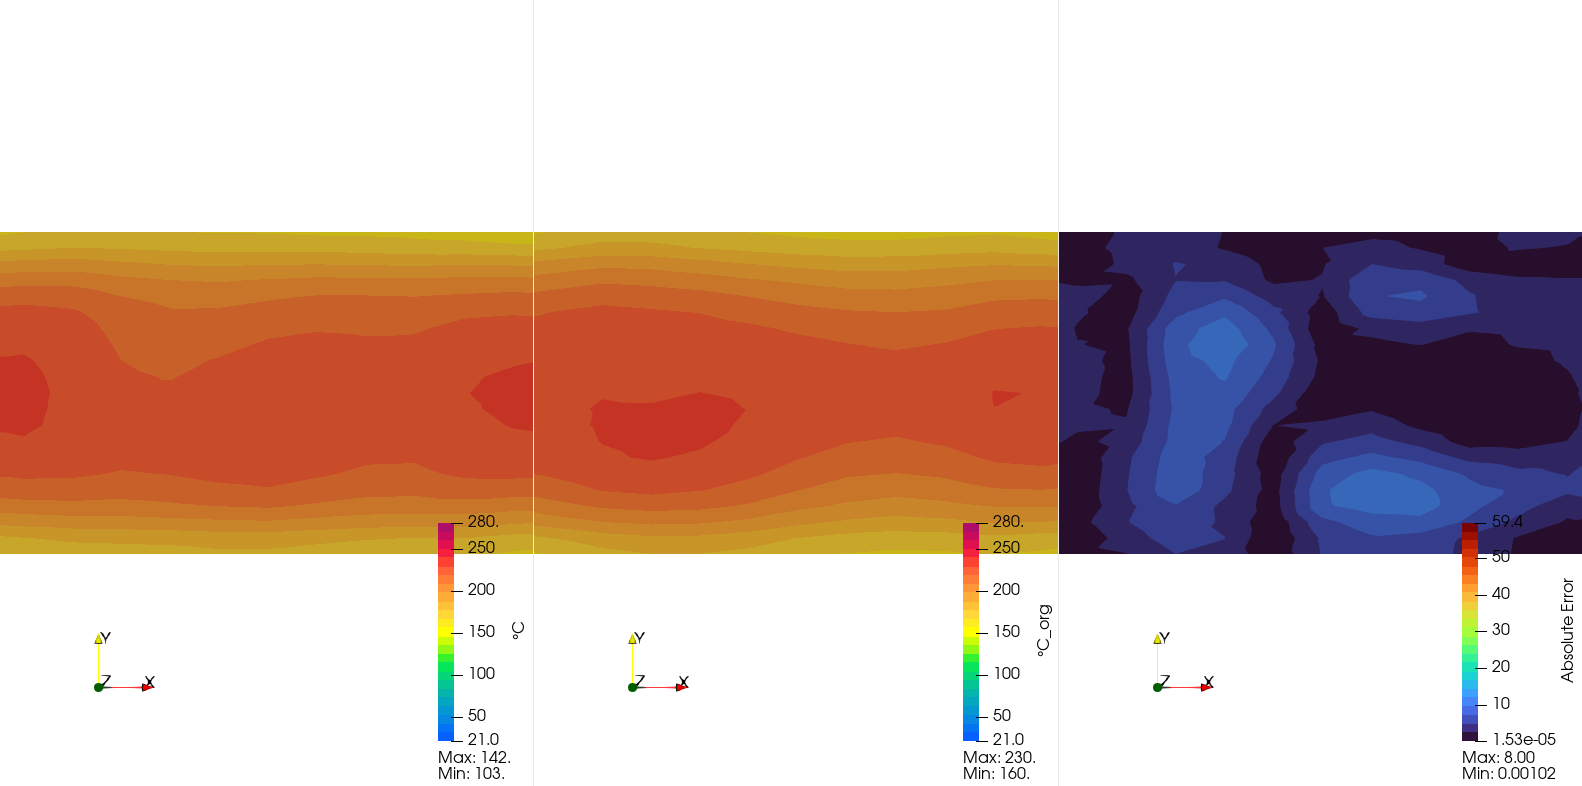 280.
250
200
150
100
50
21.0
°C
Max: 142.
Min: 103.
Y
Z
X
280.
250
200
150
100
50
21.0
°C_org
Max: 230.
Min: 160.
Y
Z
X
59.4
50
40
30
20
10
1.53e-05
Absolute Error
Max: 8.00
Min: 0.00102
Y
Z
X